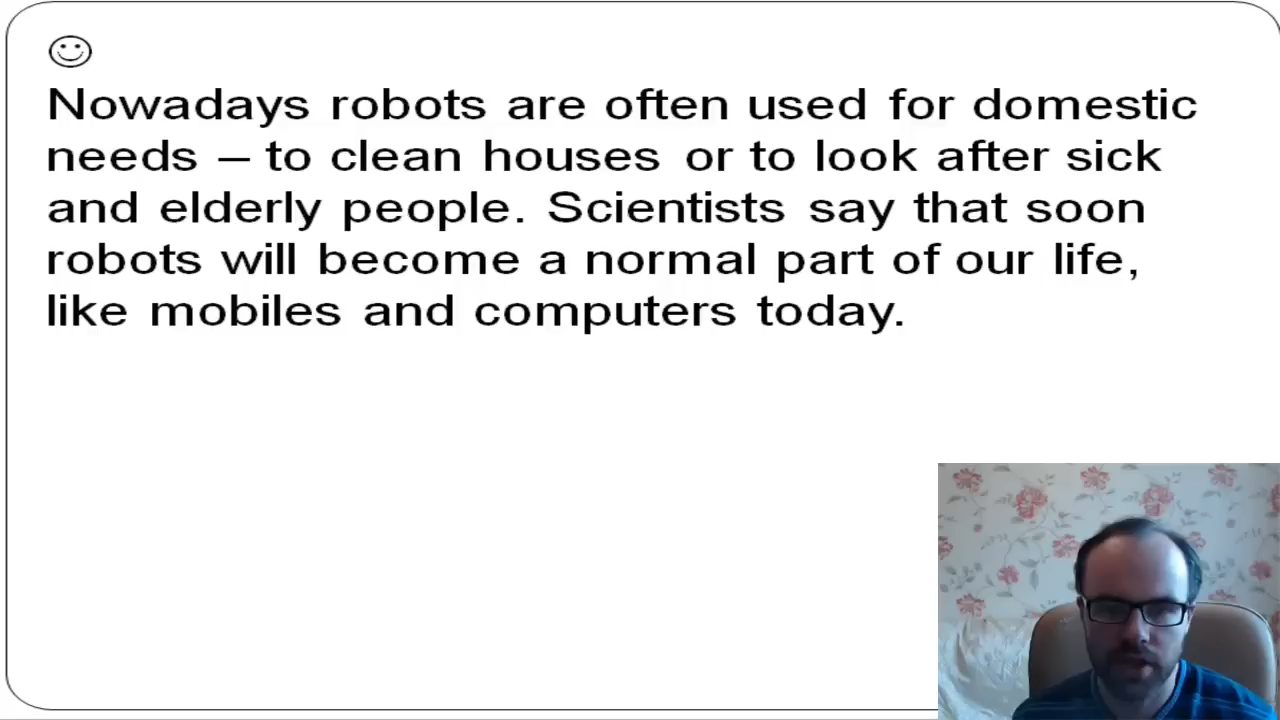 Nowadays robots are often used for domestic
needs – to clean houses or to look after sick
and elderly people. Scientists say that soon
robots will become a normal part of our life,
like mobiles and computers today.